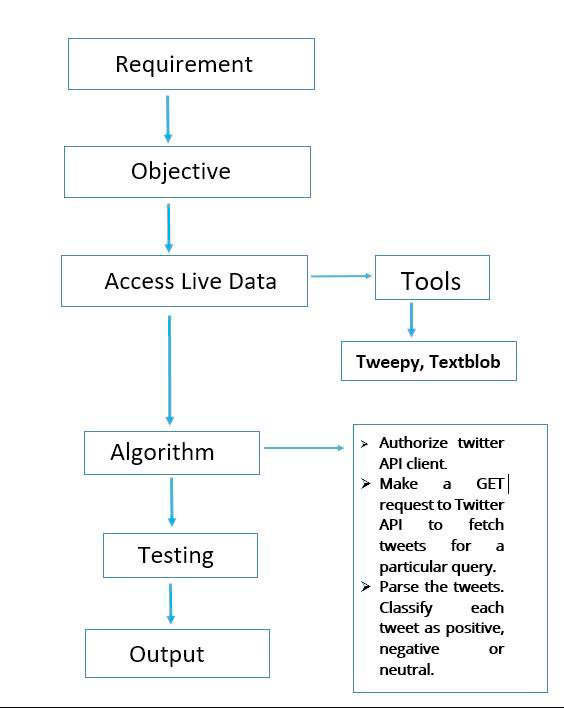 Requirement
Objective
Access Live Data
Tools
Tweepy, Textblob
Algorithm
➢ Authorize twitter
API client.
➢ Make a GET
request to Twitter
API to fetch
tweets for a
particular query.
➢ Parse the tweets.
Classify each
tweet as positive,
negative or
neutral.
Testing
Output